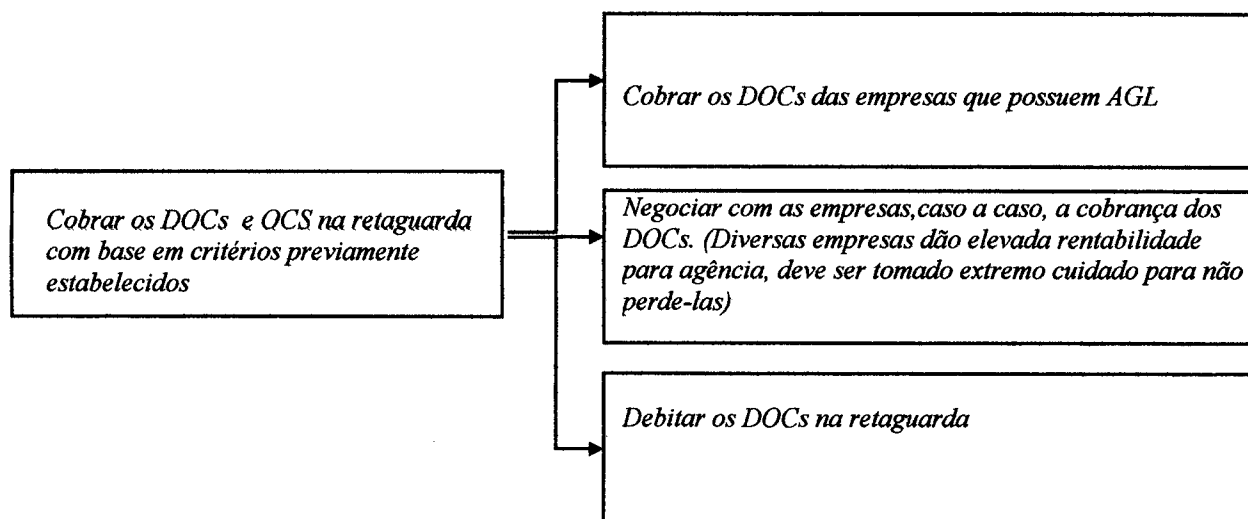 Cobrar os DOCs das empresas que possuem AGL
Cobrar os DOCs e OCS na retaguarda
com base em critérios previamente
estabelecidos
Negociar com as empresas,caso a caso, a cobrança dos
DOCs. (Diversas empresas dão elevada rentabilidade
para agência, deve ser tomado extremo cuidado para não
perde-las)
Debitar os DOCs na retaguarda